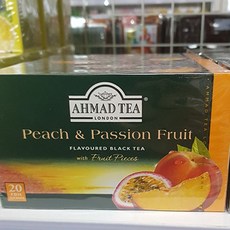 AHMAD TEA
LONDON
Peach & Passion Fruit
FLAVOURED BLACK TEA
with Fruit Pieces
20